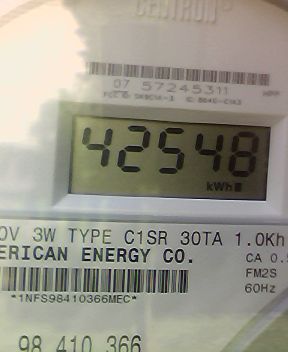 CENTRON
07 57245311
42548
kWh
0V 3W TYPE C1SR 30TA 1.0Kh
ERICAN ENERGY CO.
CA 0.5
FM2S
60Hz
*1NFS98410366MEC*
98 410 366